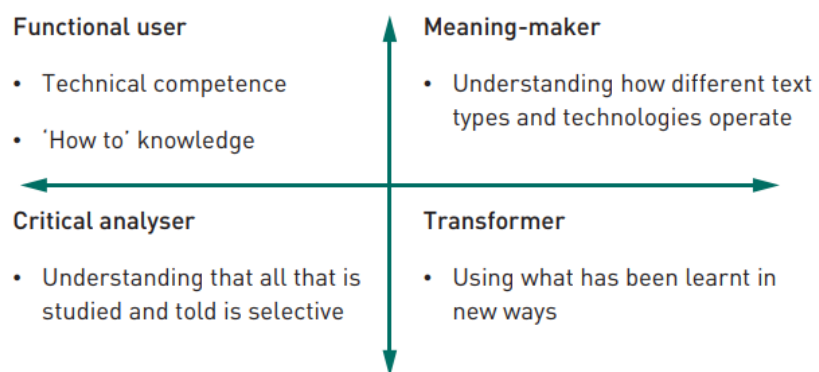 Functional user
• Technical competence
• ‘How to’ knowledge
Meaning-maker
• Understanding how different text
types and technologies operate
Critical analyser
• Understanding that all that is
studied and told is selective
Transformer
• Using what has been learnt in
new ways